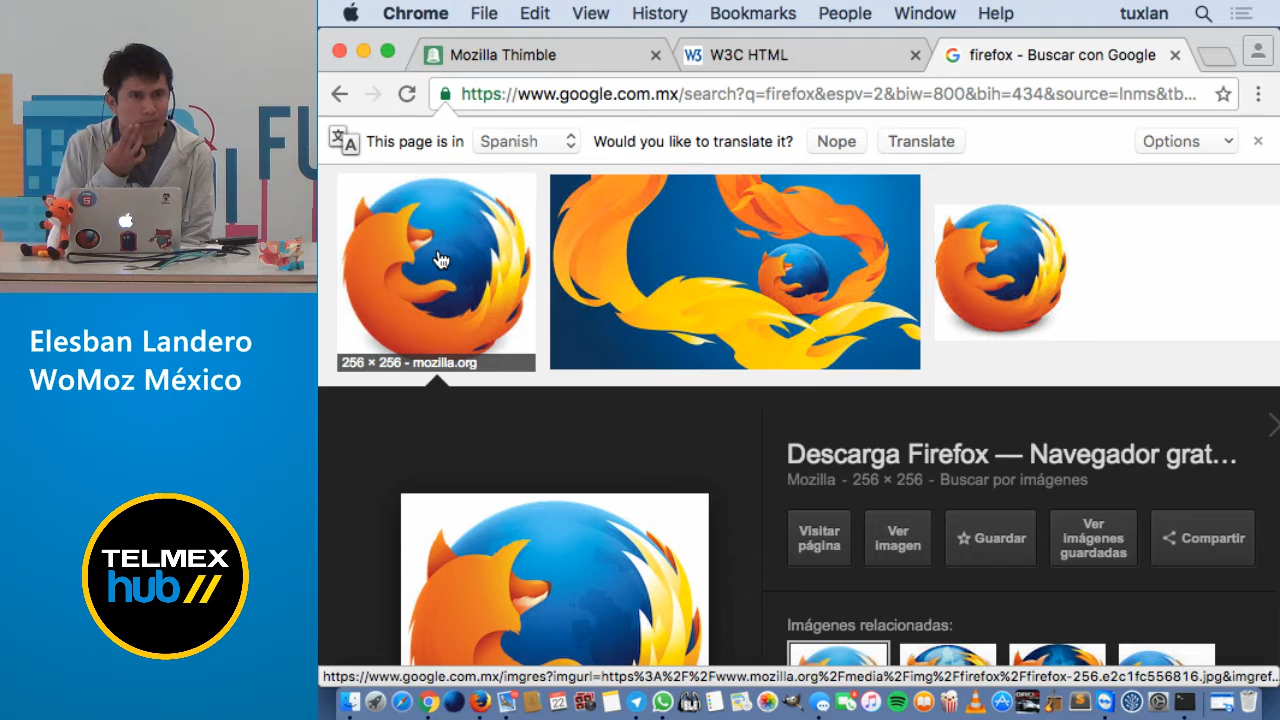 Chrome File Edit View History Bookmarks People Window Help tuxlan
Mozilla Thimble
W3C HTML
firefox - Buscar con Google
https://www.google.com.mx/search?q=firefox&espv=2&biw=800&bih=434&source=lnms&tb...
This page is in Spanish Would you like to translate it? Nope Translate Options
256 × 256 - mozilla.org
Elesban Landero
WoMoz México
TELMEX
hub
Descarga Firefox — Navegador grat...
Mozilla - 256 × 256 - Buscar por imágenes
Visitar
página
Ver
imagen
Guardar
Ver
imágenes
guardadas
Compartir
Imágenes relacionadas:
https://www.google.com.mx/imgres?imgurl=https%3A%2F%2Fwww.mozilla.org%2Fmedia%2Fimg%2Ffirefox%2Ffirefox-256.e2c1fc556816.jpg&imgref...